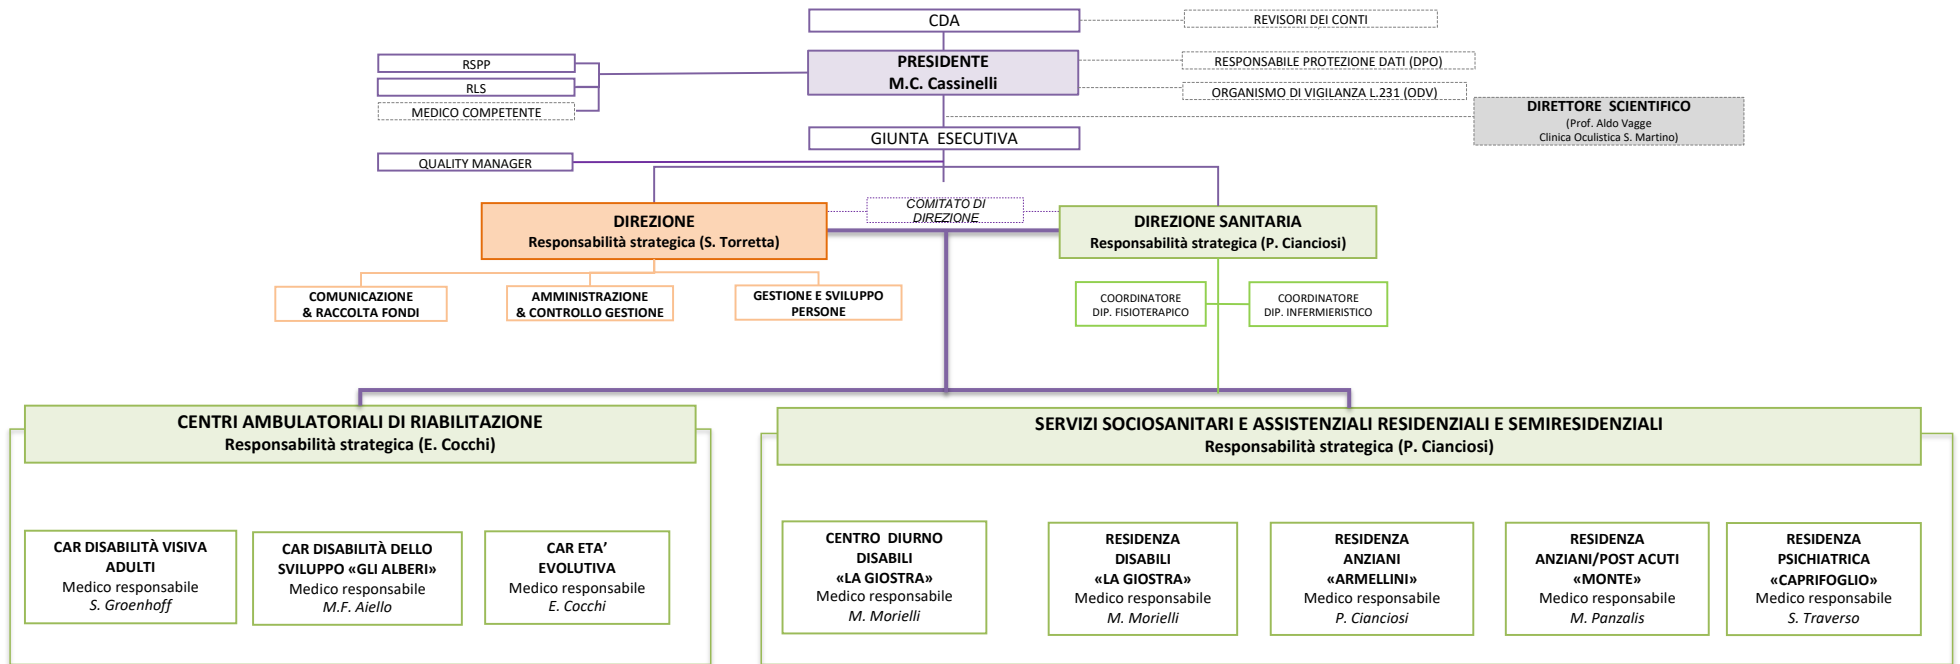 CDA
REVISORI DEI CONTI
RSPP
PRESIDENTE
M.C. Cassinelli
RESPONSABILE PROTEZIONE DATI (DPO)
RLS
ORGANISMO DI VIGILANZA L.231 (ODV)
MEDICO COMPETENTE
DIRETTORE SCIENTIFICO
(Prof. Aldo Vagge
Clinica Oculistica S. Martino)
GIUNTA ESECUTIVA
QUALITY MANAGER
COMITATO DI
DIREZIONE
DIREZIONE
Responsabilità strategica (S. Torretta)
DIREZIONE SANITARIA
Responsabilità strategica (P. Cianciosi)
COMUNICAZIONE
& RACCOLTA FONDI
AMMINISTRAZIONE
& CONTROLLO GESTIONE
GESTIONE E SVILUPPO
PERSONE
COORDINATORE
DIP. FISIOTERAPICO
COORDINATORE
DIP. INFERMIERISTICO
CENTRI AMBULATORIALI DI RIABILITAZIONE
Responsabilità strategica (E. Cocchi)
SERVIZI SOCIOSANITARI E ASSISTENZIALI RESIDENZIALI E SEMIRESIDENZIALI
Responsabilità strategica (P. Cianciosi)
CAR DISABILITÀ VISIVA
ADULTI
Medico responsabile
S. Groenhoff
CAR DISABILITÀ DELLO
SVILUPPO «GLI ALBERI»
Medico responsabile
M.F. Aiello
CAR ETA’
EVOLUTIVA
Medico responsabile
E. Cocchi
CENTRO DIURNO
DISABILI
«LA GIOSTRA»
Medico responsabile
M. Morielli
RESIDENZA
DISABILI
«LA GIOSTRA»
Medico responsabile
M. Morielli
RESIDENZA
ANZIANI
«ARMELLINI»
Medico responsabile
P. Cianciosi
RESIDENZA
ANZIANI/POST ACUTI
«MONTE»
Medico responsabile
M. Panzalis
RESIDENZA
PSICHIATRICA
«CAPRIFOGLIO»
Medico responsabile
S. Traverso